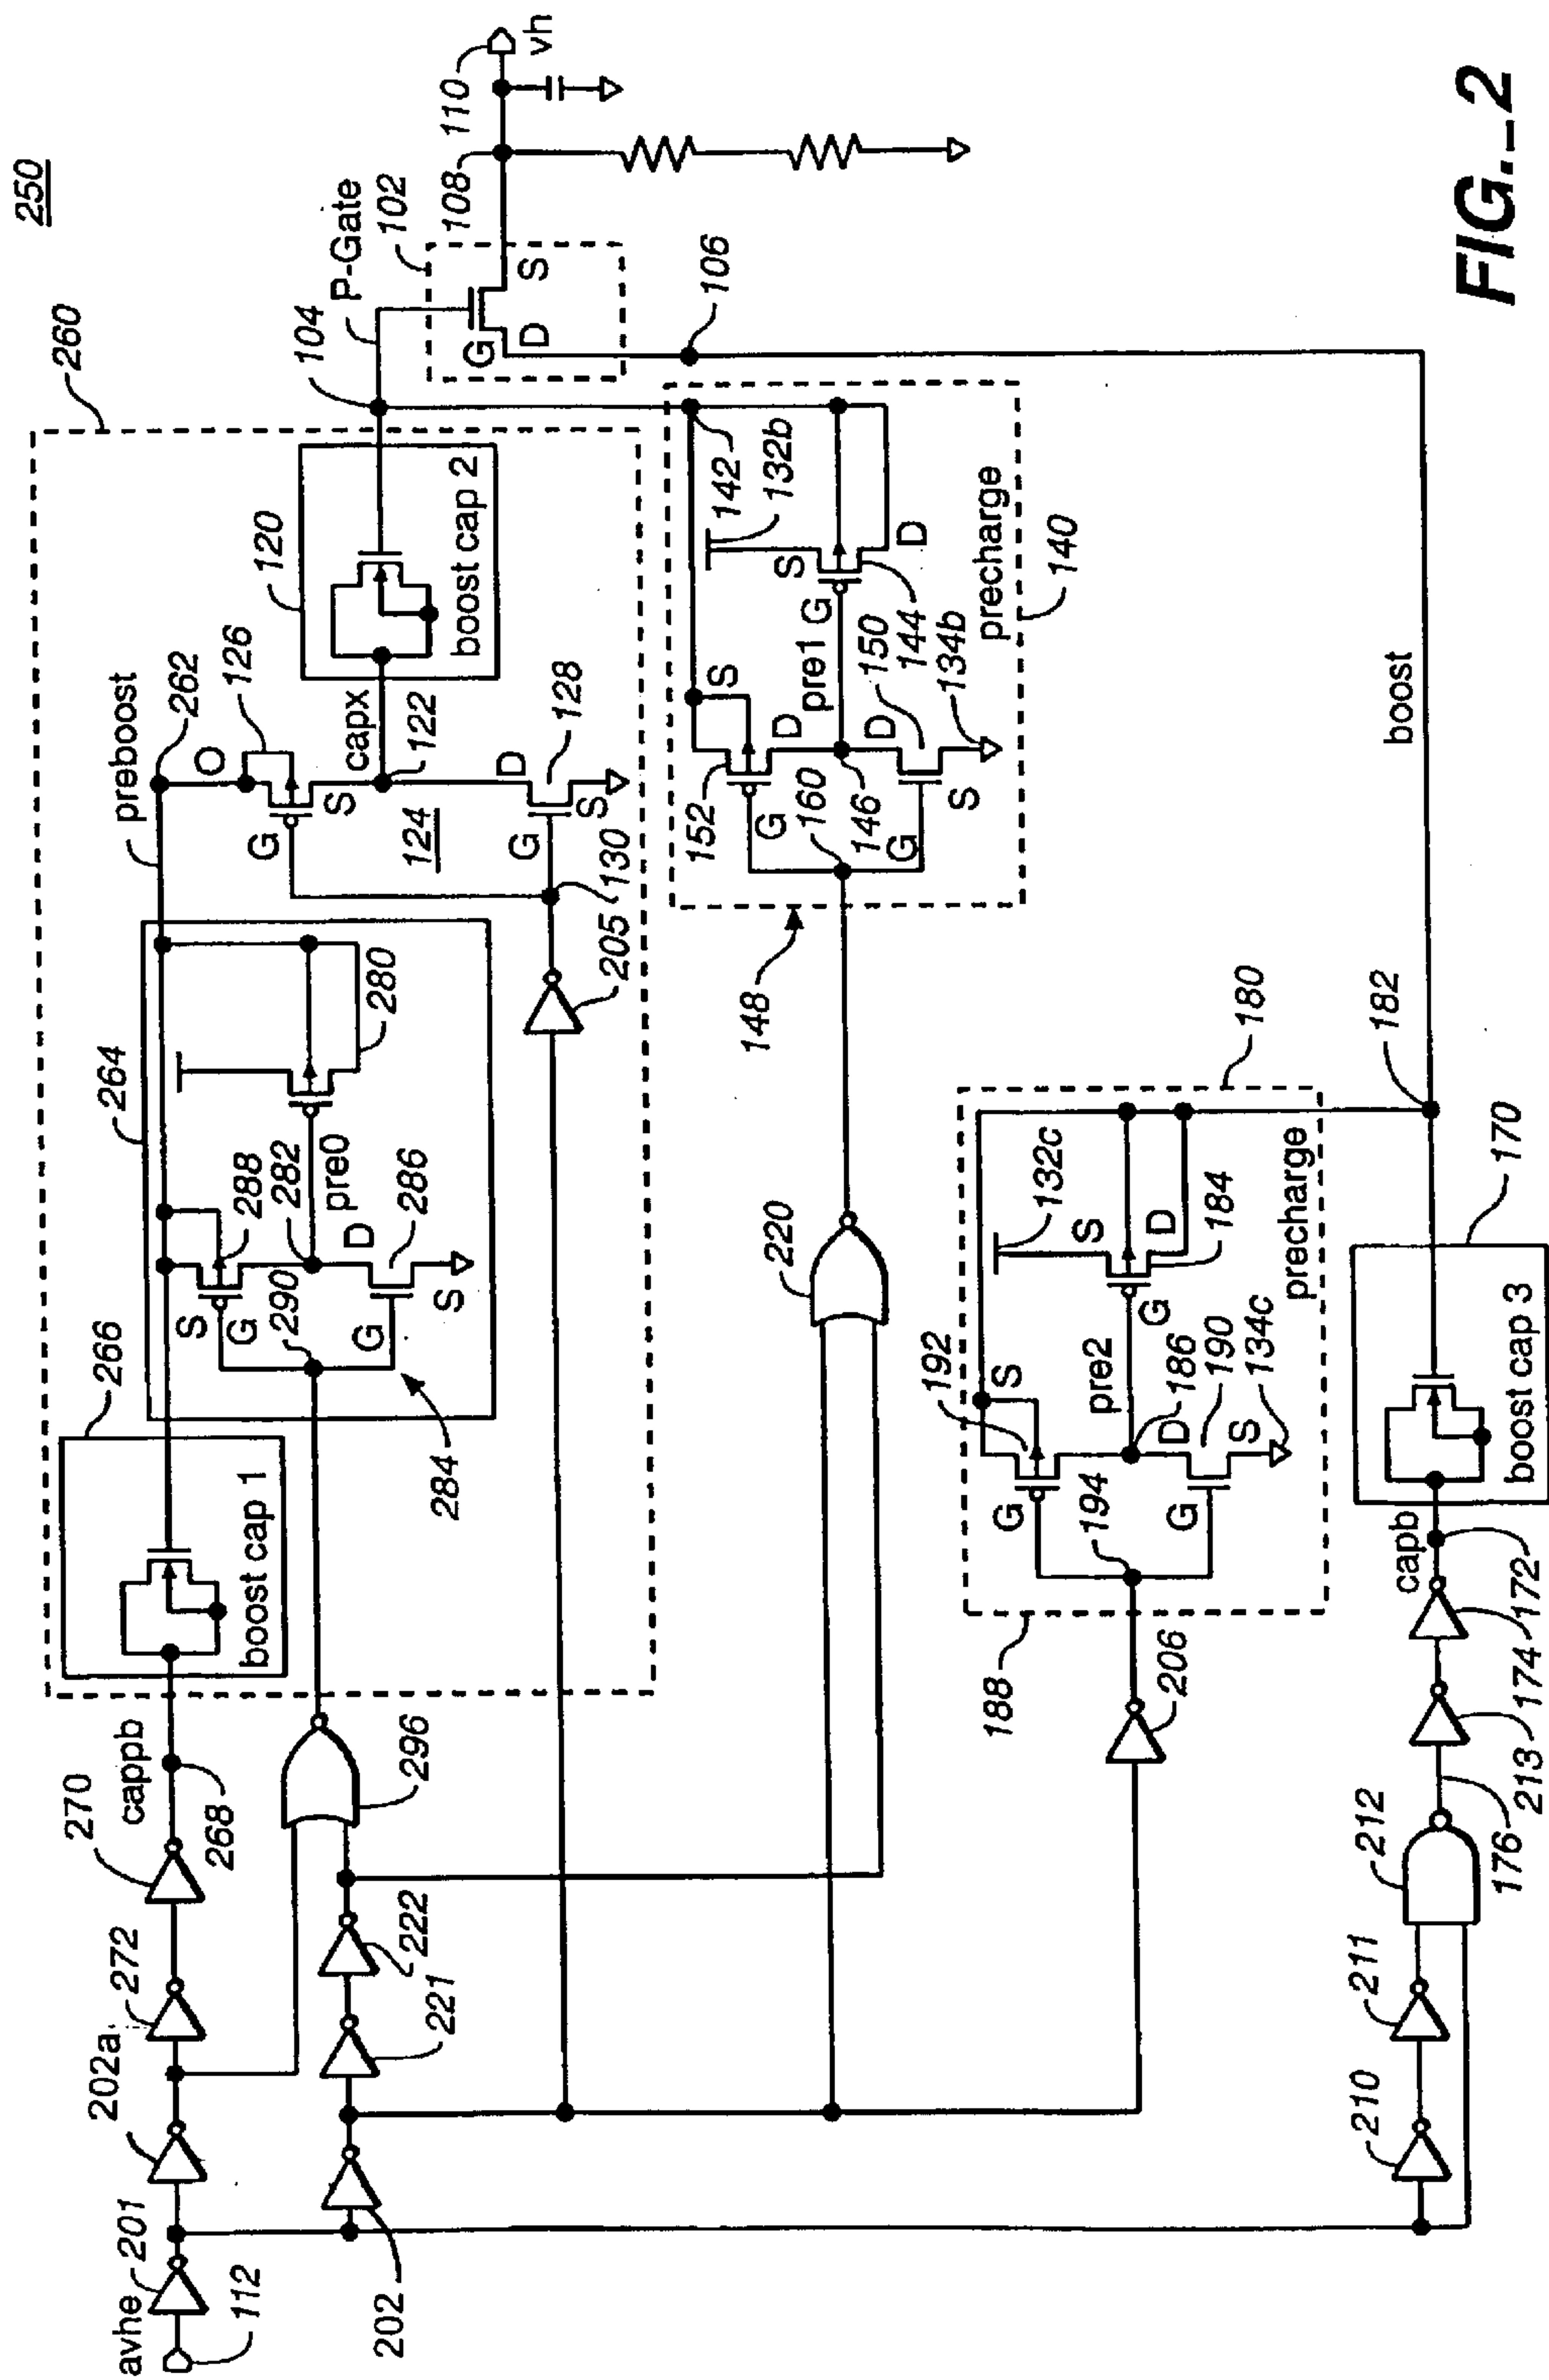 250
avhe
201
112
202a
272
270
cappb
268
266
boost cap 1
264
260
preboost
262
O
126
G
S
capx
122
124
D
G
128
S
130
205
120
boost cap 2
104
P-Gate
102
G
D
S
108
110
vh
106
S
G
288
290
282
pre0
280
D
G
286
S
284
296
202
221
222
220
148
152
S
G
D
160
146
G
D
S
pre1
G
S
D
150
144
134b
142
132b
precharge
140
boost
206
188
180
192
S
G
194
186
D
G
190
S
134c
pre2
G
S
D
184
132c
precharge
182
210
211
212
176
213
174
172
capb
boost cap 3
170
FIG._2